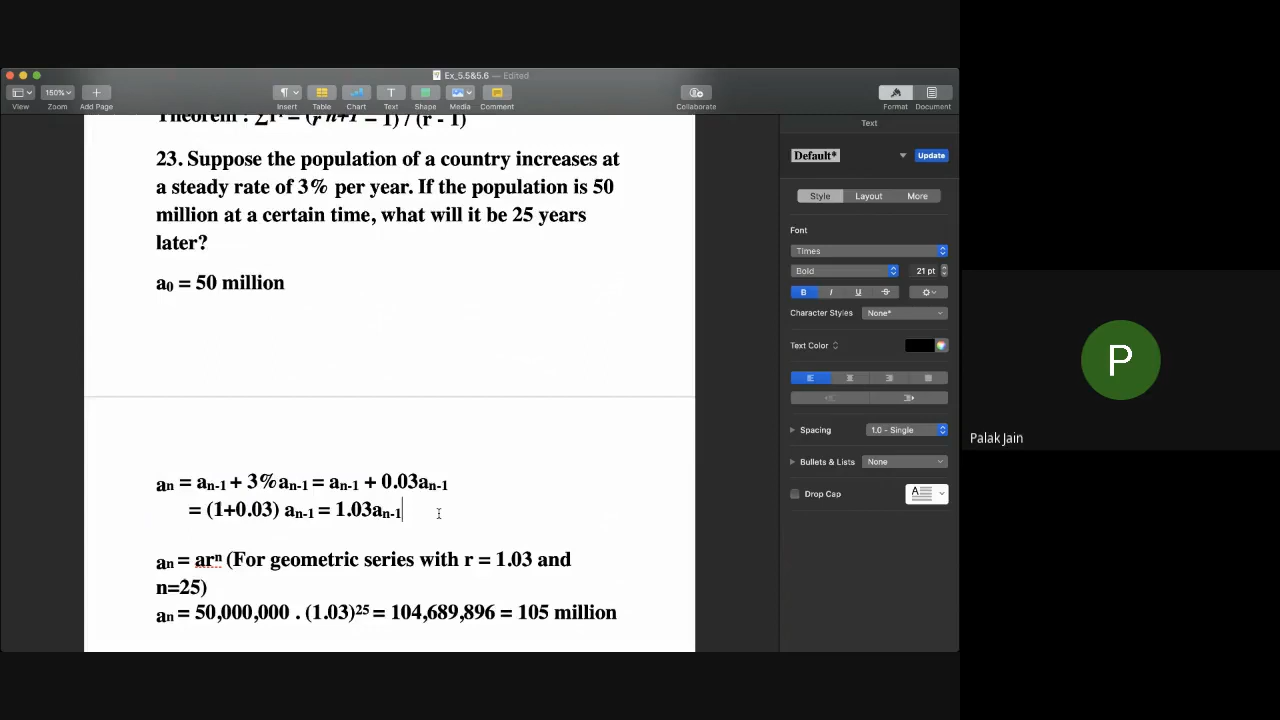 Ex_5.5&5.6 — Edited
View
150%
Zoom
Add Page
Insert
Table
Chart
Text
Shape
Media
Comment
Collaborate
Format
Document
Theorem : ∑rʲ = (r n+1 – 1) / (r - 1)
23. Suppose the population of a country increases at
a steady rate of 3% per year. If the population is 50
million at a certain time, what will it be 25 years
later?
a₀ = 50 million
aₙ = aₙ₋₁ + 3%aₙ₋₁ = aₙ₋₁ + 0.03aₙ₋₁
= (1+0.03) aₙ₋₁ = 1.03aₙ₋₁
aₙ = arⁿ (For geometric series with r = 1.03 and
n=25)
aₙ = 50,000,000 . (1.03)²⁵ = 104,689,896 = 105 million
Text
Default*
Update
Style
Layout
More
Font
Times
Bold
21 pt
B I U S
Character Styles
None*
Text Color
Spacing
1.0 - Single
Bullets & Lists
None
Drop Cap
A
P
Palak Jain